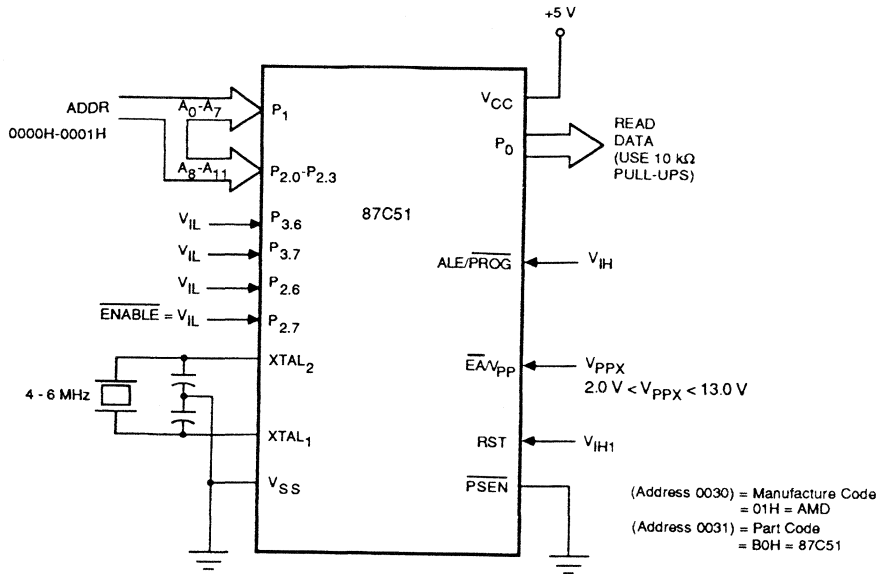 +5 V
ADDR
0000H-0001H
A0-A7
A8-A11
P1
P2.0-P2.3
VIL
P3.6
VIL
P3.7
VIL
P2.6
ENABLE = VIL
P2.7
XTAL2
4 - 6 MHz
XTAL1
VSS
87C51
VCC
P0
READ
DATA
(USE 10 kΩ
PULL-UPS)
ALE/PROG
VIH
EA/VPP
VPPX
2.0 V < VPPX < 13.0 V
RST
VIH1
PSEN
(Address 0030) = Manufacture Code
= 01H = AMD
(Address 0031) = Part Code
= B0H = 87C51